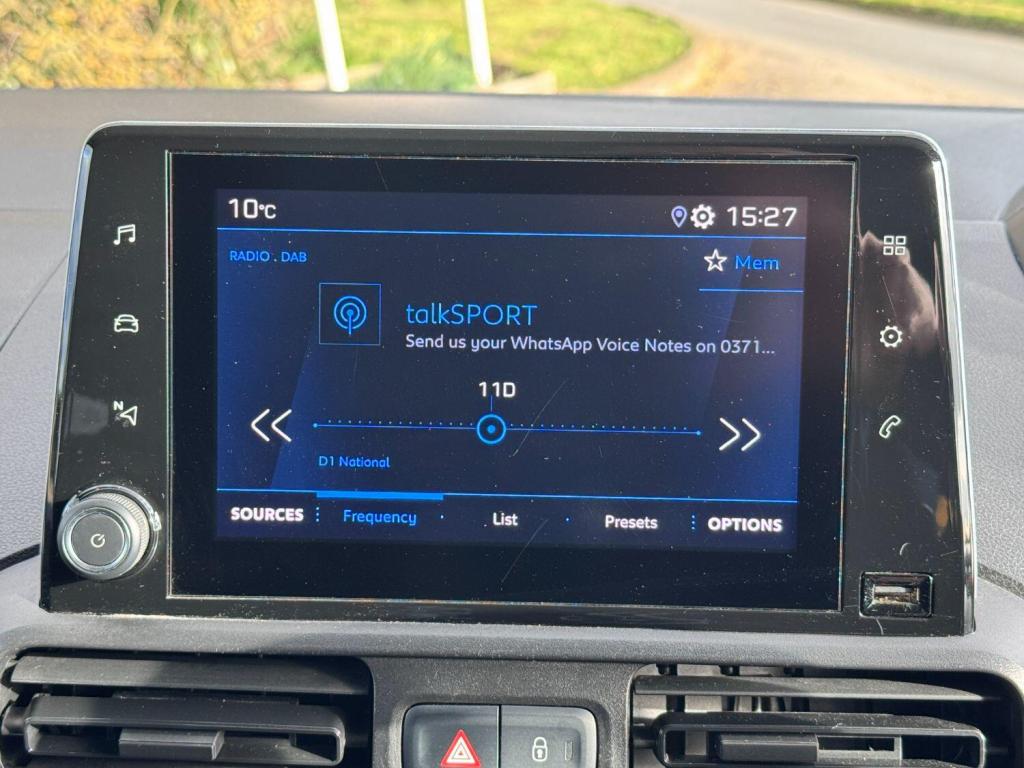 10°C 15:27
RADIO . DAB
Mem
talkSPORT
Send us your WhatsApp Voice Notes on 0371...
11D
N
D1 National
SOURCES Frequency List Presets OPTIONS